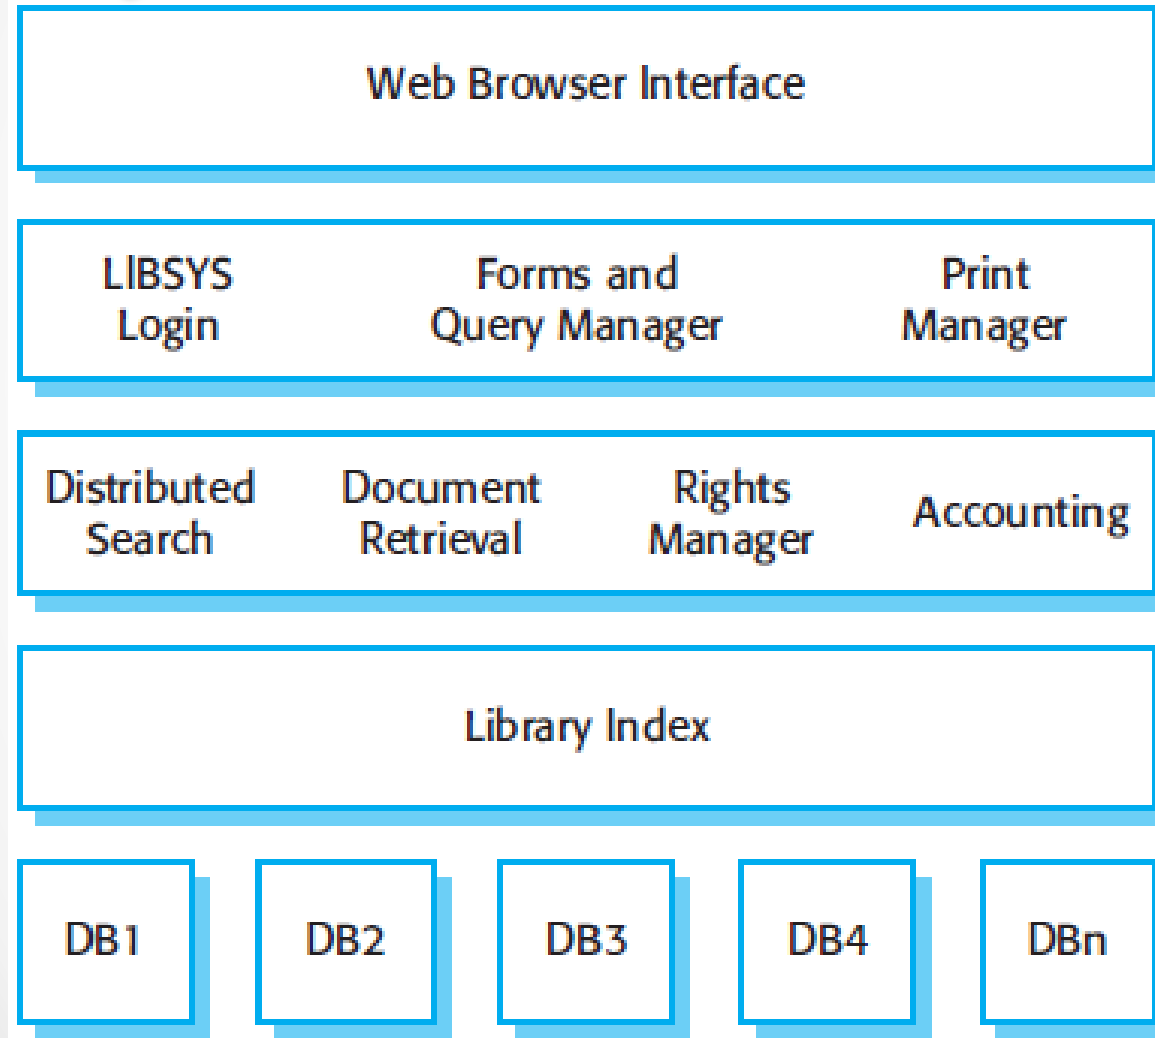 Web Browser Interface
LIBSYS
Login
Forms and
Query Manager
Print
Manager
Distributed
Search
Document
Retrieval
Rights
Manager
Accounting
Library Index
DB1
DB2
DB3
DB4
DBn